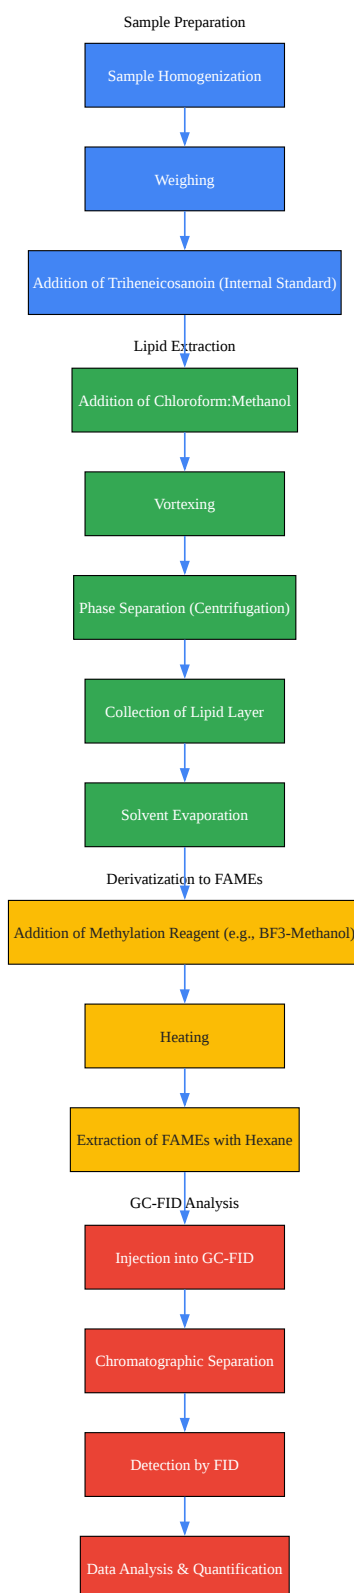 Sample Preparation
Sample Homogenization
Weighing
Addition of Triheneicosanoin (Internal Standard)
Lipid Extraction
Addition of Chloroform:Methanol
Vortexing
Phase Separation (Centrifugation)
Collection of Lipid Layer
Solvent Evaporation
Derivatization to FAMEs
Addition of Methylation Reagent (e.g., BF3-Methanol)
Heating
Extraction of FAMEs with Hexane
GC-FID Analysis
Injection into GC-FID
Chromatographic Separation
Detection by FID
Data Analysis & Quantification